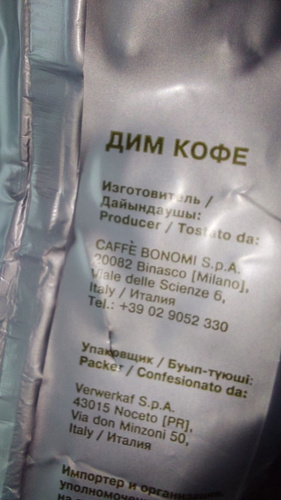 ДИМ КОФЕ
Изготовитель /
Дайындаушы:
Producer / Tostato da:
CAFFÈ BONOMI S.p.A.
20082 Binasco [Milano],
Viale delle Scienze 6,
Italy / Италия
Tel.: +39 02 9052 330
Упаковщик / Буып-түюші:
Packer / Confesionato da:
Verwerkaf S.p.A.
43015 Noceto [PR],
Via don Minzoni 50,
Italy / Италия
Импортер и органи
уполномоче